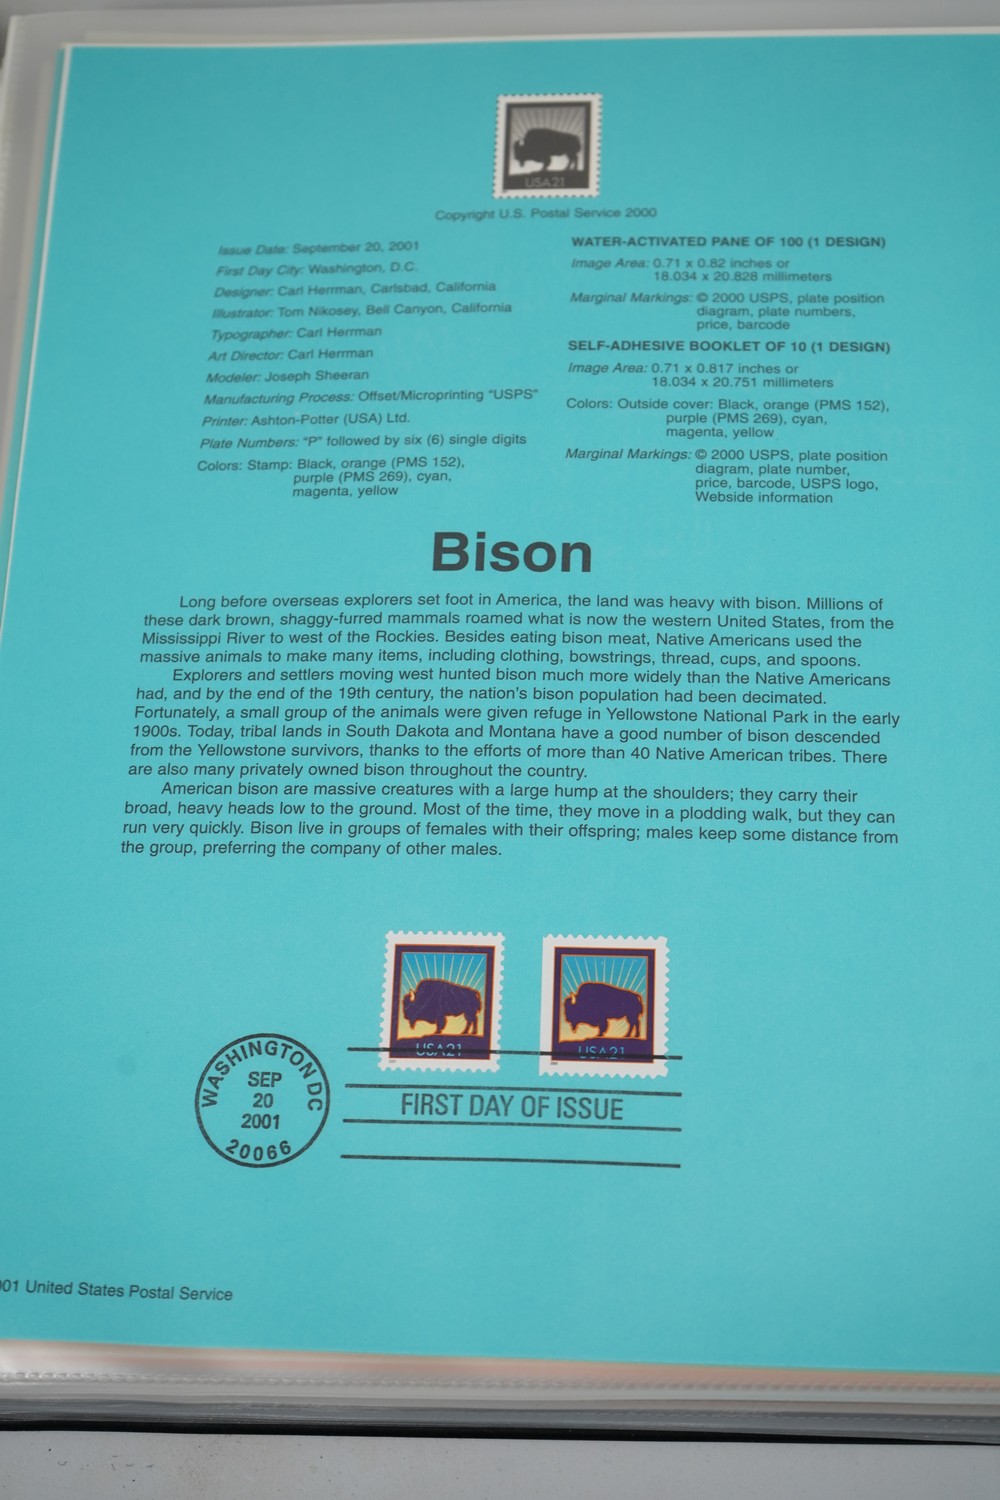 USA21
Copyright U.S. Postal Service 2000
Issue Date: September 20, 2001
First Day City: Washington, D.C.
Designer: Carl Herrman, Carlsbad, California
Illustrator: Tom Nikosey, Bell Canyon, California
Typographer: Carl Herrman
Art Director: Carl Herrman
Modeler: Joseph Sheeran
Manufacturing Process: Offset/Microprinting "USPS"
Printer: Ashton-Potter (USA) Ltd.
Plate Numbers: "P" followed by six (6) single digits
Colors: Stamp: Black, orange (PMS 152),
purple (PMS 269), cyan,
magenta, yellow
WATER-ACTIVATED PANE OF 100 (1 DESIGN)
Image Area: 0.71 x 0.82 inches or
18.034 x 20.828 millimeters
Marginal Markings: © 2000 USPS, plate position
diagram, plate numbers,
price, barcode
SELF-ADHESIVE BOOKLET OF 10 (1 DESIGN)
Image Area: 0.71 x 0.817 inches or
18.034 x 20.751 millimeters
Colors: Outside cover: Black, orange (PMS 152),
purple (PMS 269), cyan,
magenta, yellow
Marginal Markings: © 2000 USPS, plate position
diagram, plate number,
price, barcode, USPS logo,
Webside information
Bison
Long before overseas explorers set foot in America, the land was heavy with bison. Millions of
these dark brown, shaggy-furred mammals roamed what is now the western United States, from the
Mississippi River to west of the Rockies. Besides eating bison meat, Native Americans used the
massive animals to make many items, including clothing, bowstrings, thread, cups, and spoons.
Explorers and settlers moving west hunted bison much more widely than the Native Americans
had, and by the end of the 19th century, the nation's bison population had been decimated.
Fortunately, a small group of the animals were given refuge in Yellowstone National Park in the early
1900s. Today, tribal lands in South Dakota and Montana have a good number of bison descended
from the Yellowstone survivors, thanks to the efforts of more than 40 Native American tribes. There
are also many privately owned bison throughout the country.
American bison are massive creatures with a large hump at the shoulders; they carry their
broad, heavy heads low to the ground. Most of the time, they move in a plodding walk, but they can
run very quickly. Bison live in groups of females with their offspring; males keep some distance from
the group, preferring the company of other males.
USA21
USA21
WASHINGTON DC
SEP
20
2001
20066
FIRST DAY OF ISSUE
01 United States Postal Service